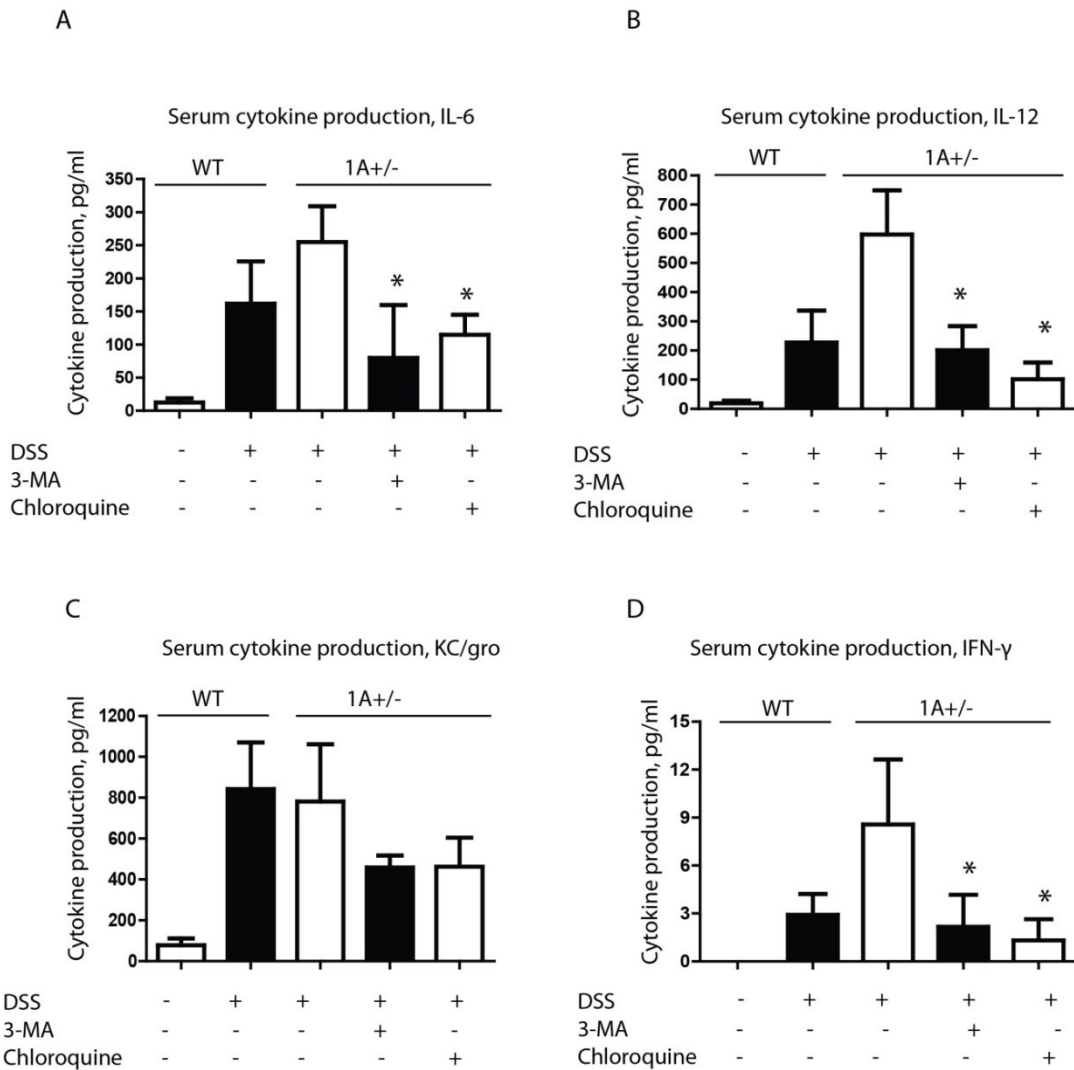 A
Serum cytokine production, IL-6
WT 1A+/-
Cytokine production, pg/ml
350
300
250
200
150
100
50
0
* *
DSS - + + + +
3-MA - - - + -
Chloroquine - - - - +
B
Serum cytokine production, IL-12
WT 1A+/-
Cytokine production, pg/ml
800
700
600
500
400
300
200
100
0
* *
DSS - + + + +
3-MA - - - + -
Chloroquine - - - - +
C
Serum cytokine production, KC/gro
WT 1A+/-
Cytokine production, pg/ml
1200
1000
800
600
400
200
0
DSS - + + + +
3-MA - - - + -
Chloroquine - - - - +
D
Serum cytokine production, IFN-γ
WT 1A+/-
Cytokine production, pg/ml
15
12
9
6
3
0
* *
DSS - + + + +
3-MA - - - + -
Chloroquine - - - - +